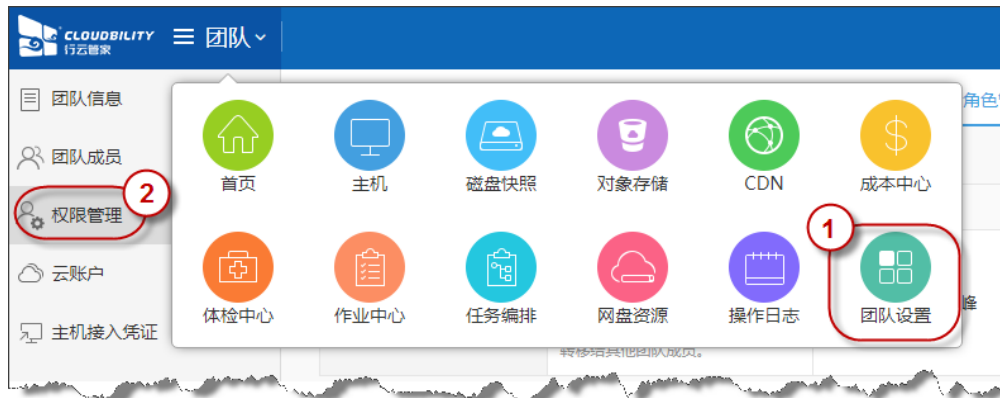 CLOUDBILITY
行云管家
团队
团队信息
团队成员
权限管理
云账户
主机接入凭证
2
首页
主机
磁盘快照
对象存储
CDN
成本中心
1
体检中心
作业中心
任务编排
网盘资源
操作日志
团队设置
角色
峰
转移给其他团队成员。